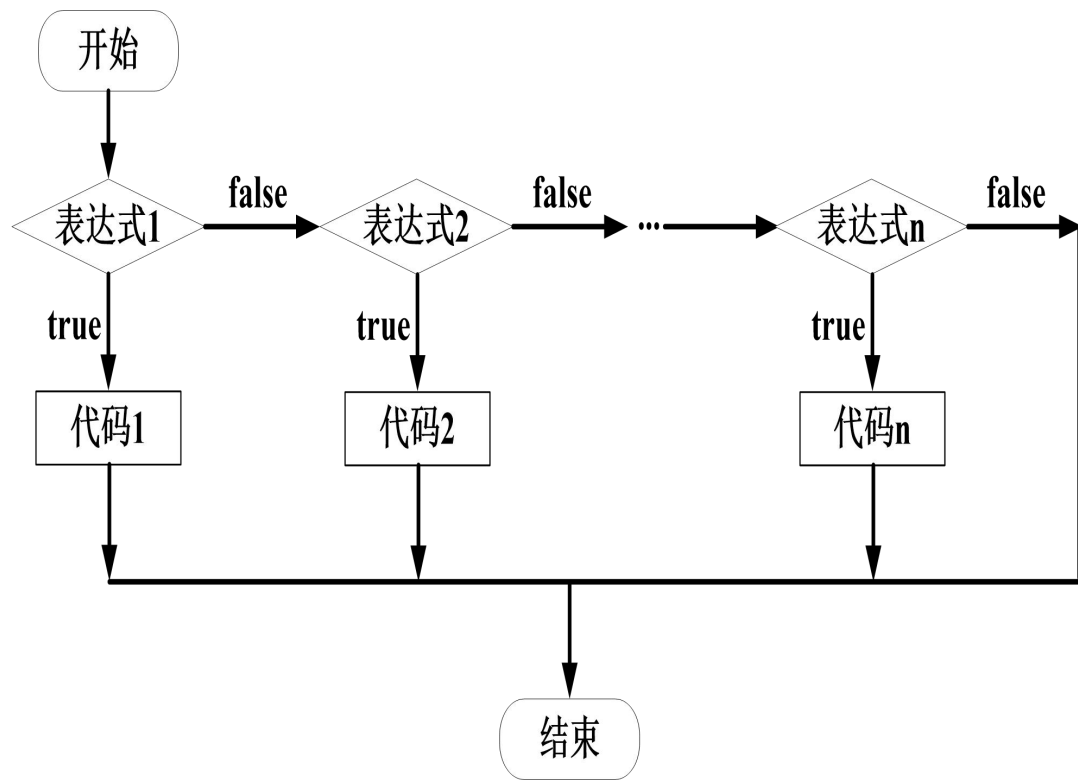 开始
表达式1
false
表达式2
false
...
表达式n
false
true
true
true
代码1
代码2
代码n
结束